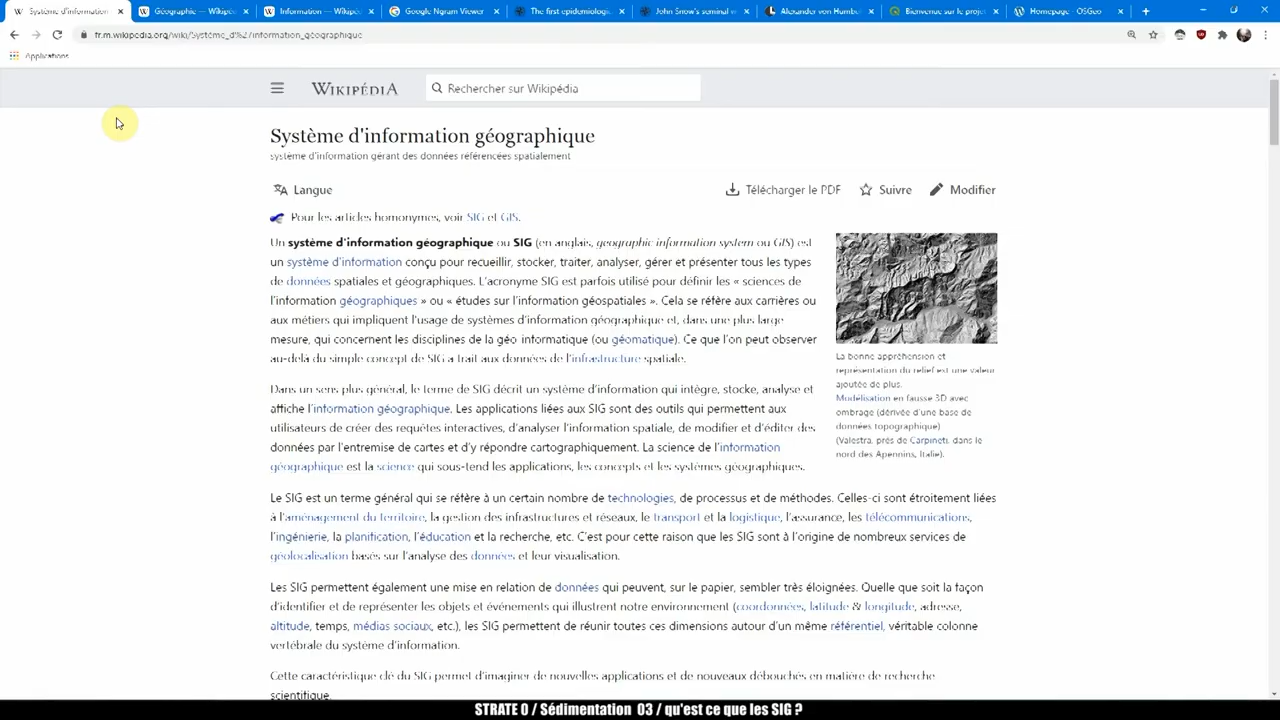 Système d'information
Géographie — Wikipé
Information — Wikipé
Google Ngram Viewer
The first epidemiologi
John Snow's seminal w
Alexander von Humbo
Bienvenue sur le projet
Homepage - OSGeo
fr.m.wikipedia.org/wiki/Système_d%27information_géographique
Applications
WIKIPÉDIA
Rechercher sur Wikipédia
Système d'information géographique
système d'information gérant des données référencées spatialement
Langue
Télécharger le PDF
Suivre
Modifier
Pour les articles homonymes, voir SIG et GIS.
Un système d'information géographique ou SIG (en anglais, geographic information system ou GIS) est
un système d'information conçu pour recueillir, stocker, traiter, analyser, gérer et présenter tous les types
de données spatiales et géographiques. L'acronyme SIG est parfois utilisé pour définir les « sciences de
l'information géographiques » ou « études sur l'information géospatiales ». Cela se réfère aux carrières ou
aux métiers qui impliquent l'usage de systèmes d'information géographique et, dans une plus large
mesure, qui concernent les disciplines de la géo-informatique (ou géomatique). Ce que l'on peut observer
au-delà du simple concept de SIG a trait aux données de l'infrastructure spatiale.
La bonne appréhension et
représentation du relief est une valeur
ajoutée de plus.
Modélisation en fausse 3D avec
ombrage (dérivée d'une base de
données topographique)
(Valestra, près de Carpineti, dans le
nord des Apennins, Italie).
Dans un sens plus général, le terme de SIG décrit un système d'information qui intègre, stocke, analyse et
affiche l'information géographique. Les applications liées aux SIG sont des outils qui permettent aux
utilisateurs de créer des requêtes interactives, d'analyser l'information spatiale, de modifier et d'éditer des
données par l'entremise de cartes et d'y répondre cartographiquement. La science de l'information
géographique est la science qui sous-tend les applications, les concepts et les systèmes géographiques.
Le SIG est un terme général qui se réfère à un certain nombre de technologies, de processus et de méthodes. Celles-ci sont étroitement liées
à l'aménagement du territoire, la gestion des infrastructures et réseaux, le transport et la logistique, l'assurance, les télécommunications,
l'ingénierie, la planification, l'éducation et la recherche, etc. C'est pour cette raison que les SIG sont à l'origine de nombreux services de
géolocalisation basés sur l'analyse des données et leur visualisation.
Les SIG permettent également une mise en relation de données qui peuvent, sur le papier, sembler très éloignées. Quelle que soit la façon
d'identifier et de représenter les objets et événements qui illustrent notre environnement (coordonnées, latitude & longitude, adresse,
altitude, temps, médias sociaux, etc.), les SIG permettent de réunir toutes ces dimensions autour d'un même référentiel, véritable colonne
vertébrale du système d'information.
Cette caractéristique clé du SIG permet d'imaginer de nouvelles applications et de nouveaux débouchés en matière de recherche
scientifique.
STRATE 0 / Sédimentation 03 / qu'est ce que les SIG ?